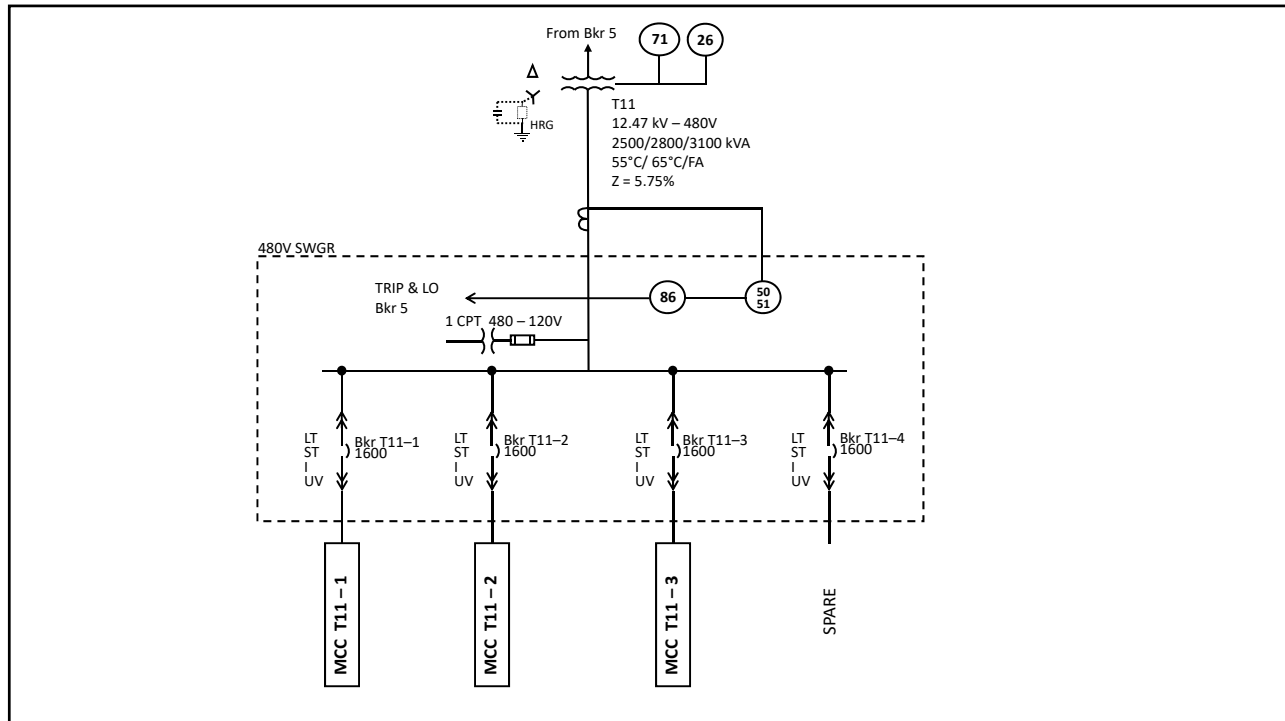 From Bkr 5
71
26
Δ
HRG
T11
12.47 kV – 480V
2500/2800/3100 kVA
55°C/ 65°C/FA
Z = 5.75%
480V SWGR
TRIP & LO
Bkr 5
86
50
51
1 CPT 480 – 120V
LT
ST
I
UV
Bkr T11–1
1600
LT
ST
I
UV
Bkr T11–2
1600
LT
ST
I
UV
Bkr T11–3
1600
LT
ST
I
UV
Bkr T11–4
1600
MCC T11 – 1
MCC T11 – 2
MCC T11 – 3
SPARE